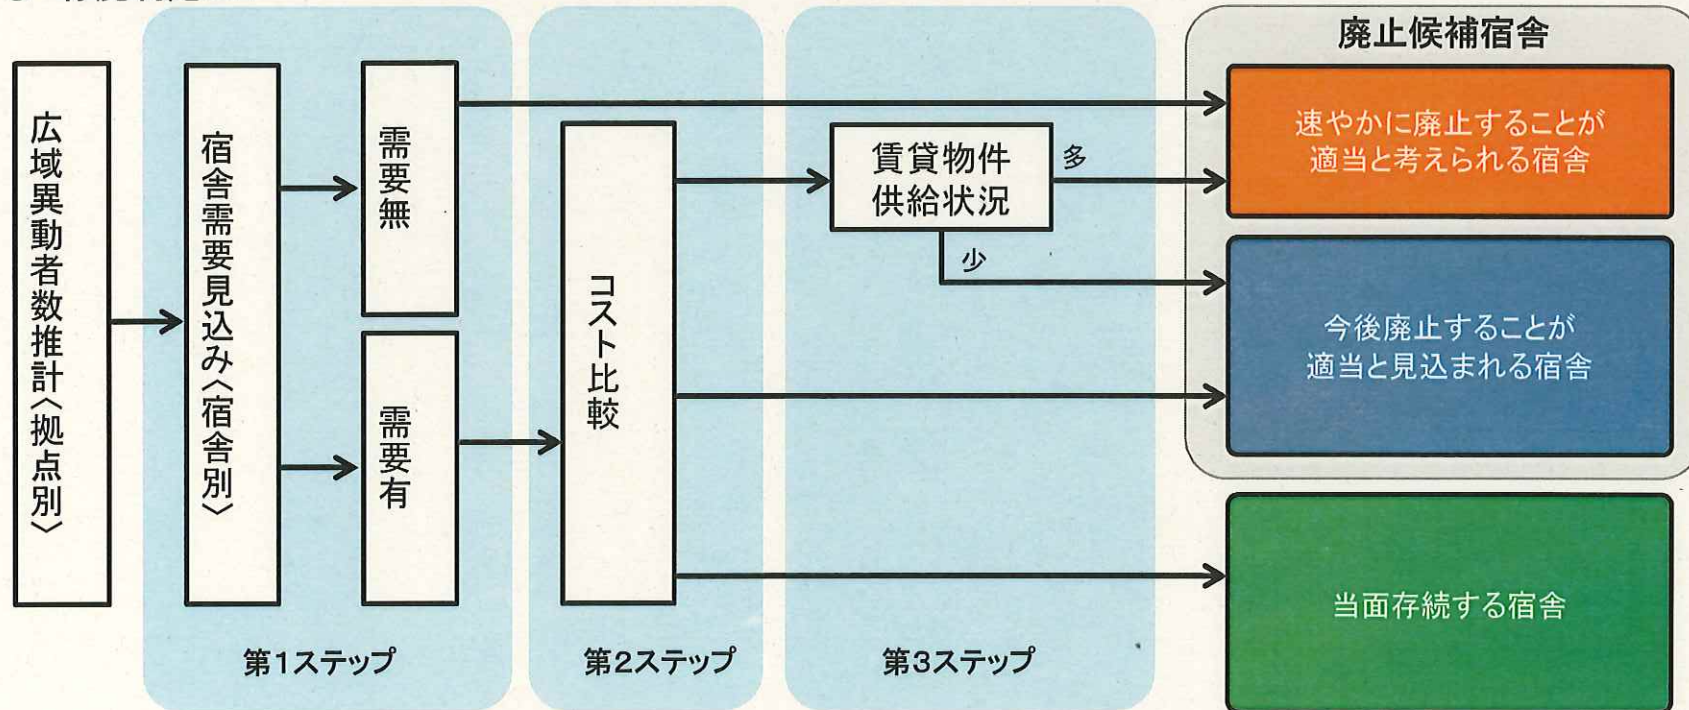 広域異動者数推計〈拠点別〉
宿舎需要見込み〈宿舎別〉
需要無
需要有
第1ステップ
コスト比較
第2ステップ
賃貸物件
供給状況
多
少
第3ステップ
廃止候補宿舎
速やかに廃止することが
適当と考えられる宿舎
今後廃止することが
適当と見込まれる宿舎
当面存続する宿舎